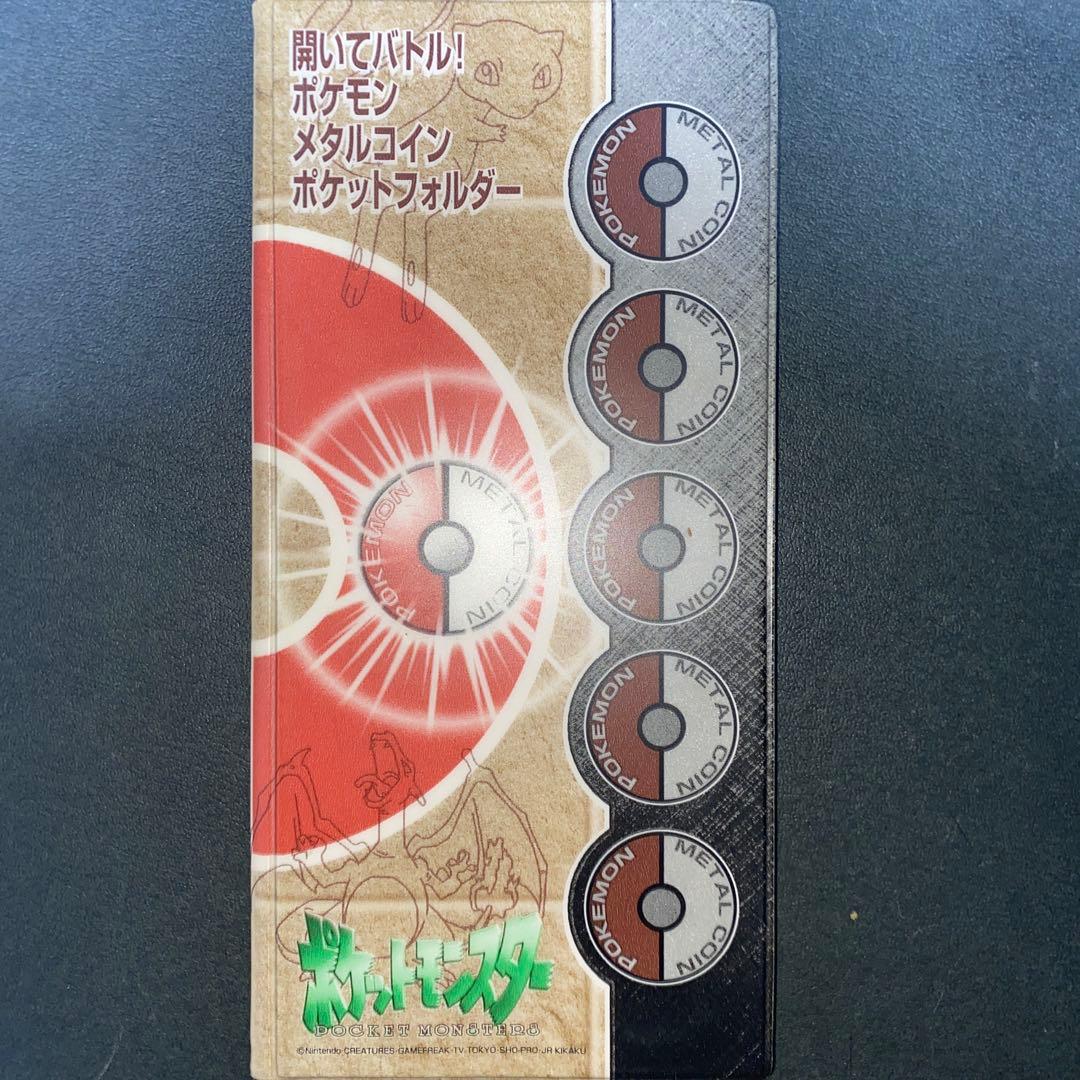 開いてバトル!
ポケモン
メタルコイン
ポケットフォルダー
POKEMON METAL COIN
POKEMON METAL COIN
POKEMON METAL COIN
POKEMON METAL COIN
POKEMON METAL COIN
POKEMON METAL COIN
ポケットモンスター
POCKET MONSTERS
©Nintendo·CREATURES·GAMEFREAK·TV TOKYO·SHO-PRO·JR KIKAKU